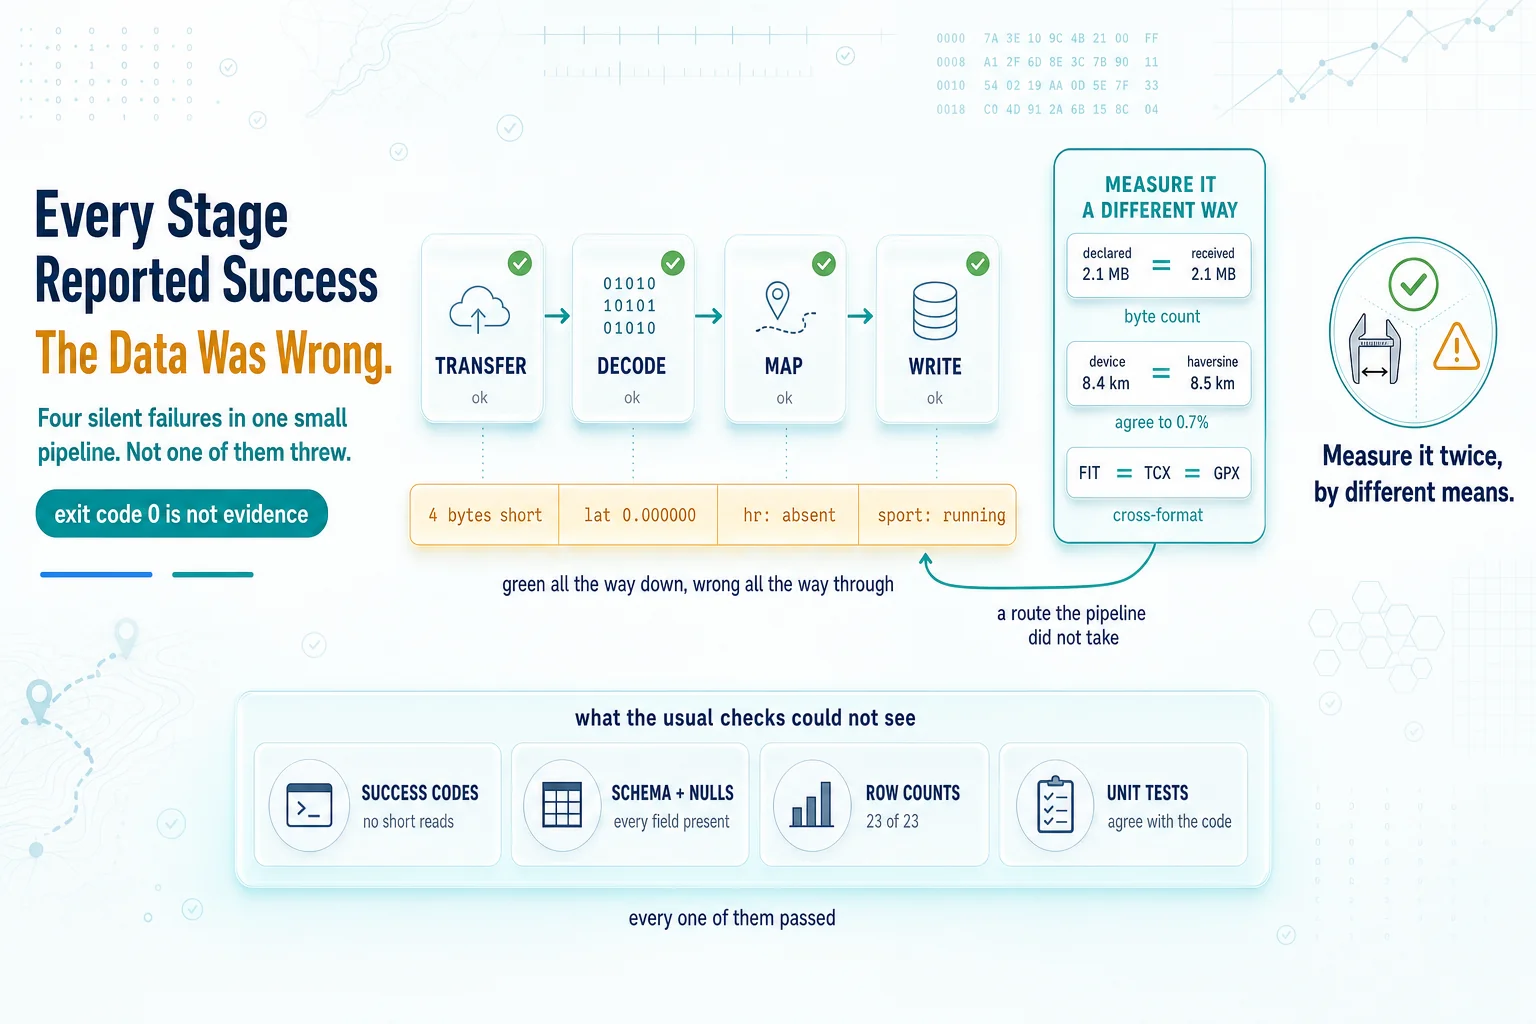 0000 7A 3E 10 9C 4B 21 00 FF
0008 A1 2F 6D 8E 3C 7B 90 11
0010 54 02 19 AA 0D 5E 7F 33
0018 C0 4D 91 2A 6B 15 8C 04
Every Stage
Reported Success
The Data Was Wrong.
Four silent failures in one small
pipeline. Not one of them threw.
exit code 0 is not evidence
TRANSFER
ok
01010
10101
01010
DECODE
ok
MAP
ok
WRITE
ok
4 bytes short
lat 0.000000
hr: absent
sport: running
green all the way down, wrong all the way through
MEASURE IT
A DIFFERENT WAY
declared = received
2.1 MB 2.1 MB
byte count
device = haversine
8.4 km 8.5 km
agree to 0.7%
FIT = TCX = GPX
cross-format
a route the pipeline
did not take
Measure it twice,
by different means.
what the usual checks could not see
SUCCESS CODES
no short reads
SCHEMA + NULLS
every field present
ROW COUNTS
23 of 23
UNIT TESTS
agree with the code
every one of them passed